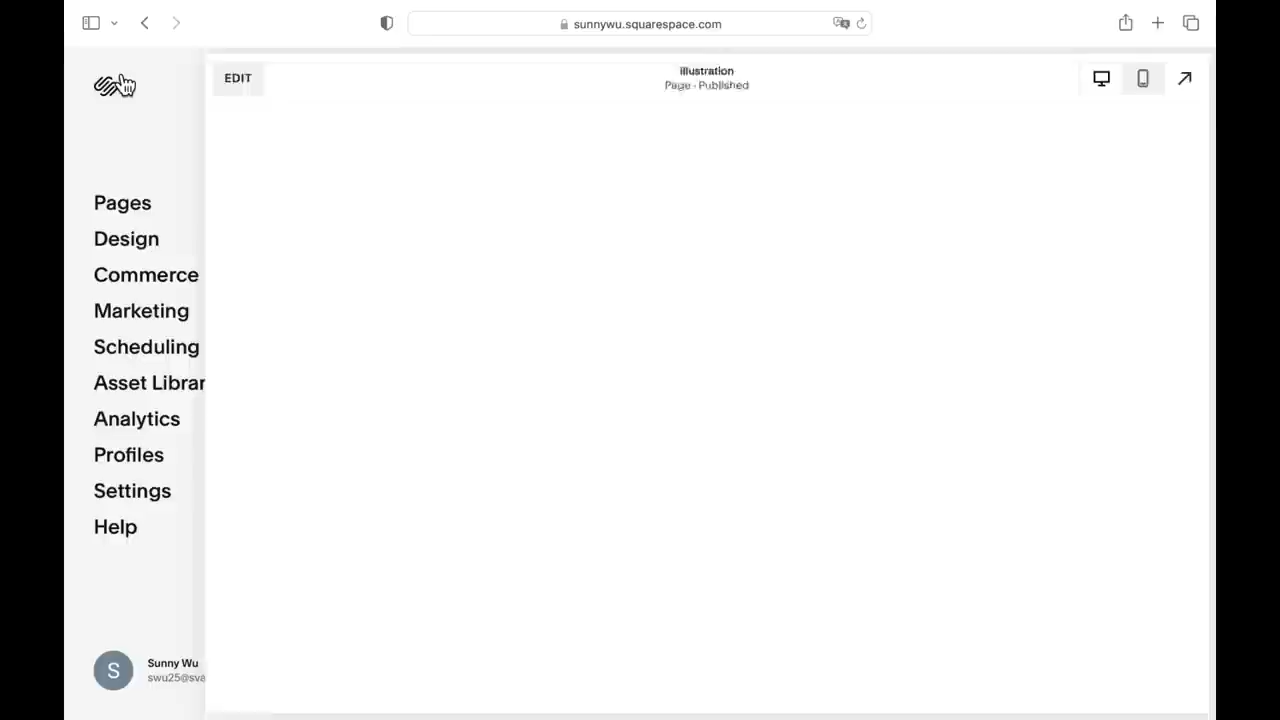 sunnywu.squarespace.com
EDIT
illustration
Page · Published
Pages
Design
Commerce
Marketing
Scheduling
Asset Librar
Analytics
Profiles
Settings
Help
S
Sunny Wu
swu25@sva